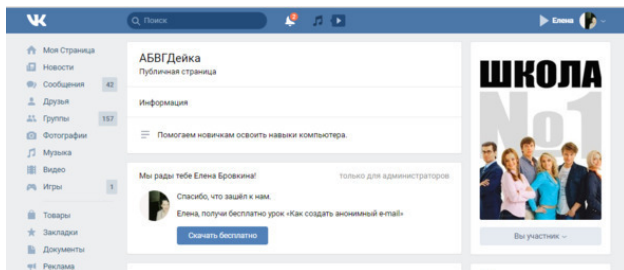 Поиск
2
Елена
Моя Страница
Новости
Сообщения 42
Друзья
Группы 157
Фотографии
Музыка
Видео
Игры 1
Товары
Закладки
Документы
Реклама
АБВГДейка
Публичная страница
Информация
Помогаем новичкам освоить навыки компьютера.
Мы рады тебе Елена Бровкина! только для администраторов
Спасибо, что зашёл к нам.
Елена, получи бесплатно урок «Как создать анонимный e-mail»
Скачать бесплатно
ШКОЛА
№1
Вы участник